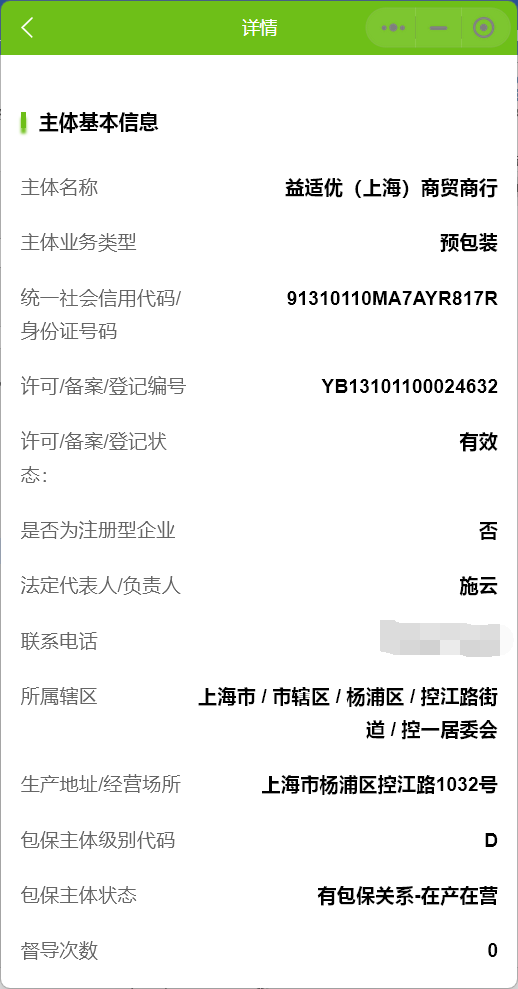 详情
主体基本信息
主体名称 益适优（上海）商贸商行
主体业务类型 预包装
统一社会信用代码/ 91310110MA7AYR817R
身份证号码
许可/备案/登记编号 YB13101100024632
许可/备案/登记状 有效
态:
是否为注册型企业 否
法定代表人/负责人 施云
联系电话
所属辖区 上海市 / 市辖区 / 杨浦区 / 控江路街
道 / 控一居委会
生产地址/经营场所 上海市杨浦区控江路1032号
包保主体级别代码 D
包保主体状态 有包保关系-在产在营
督导次数 0